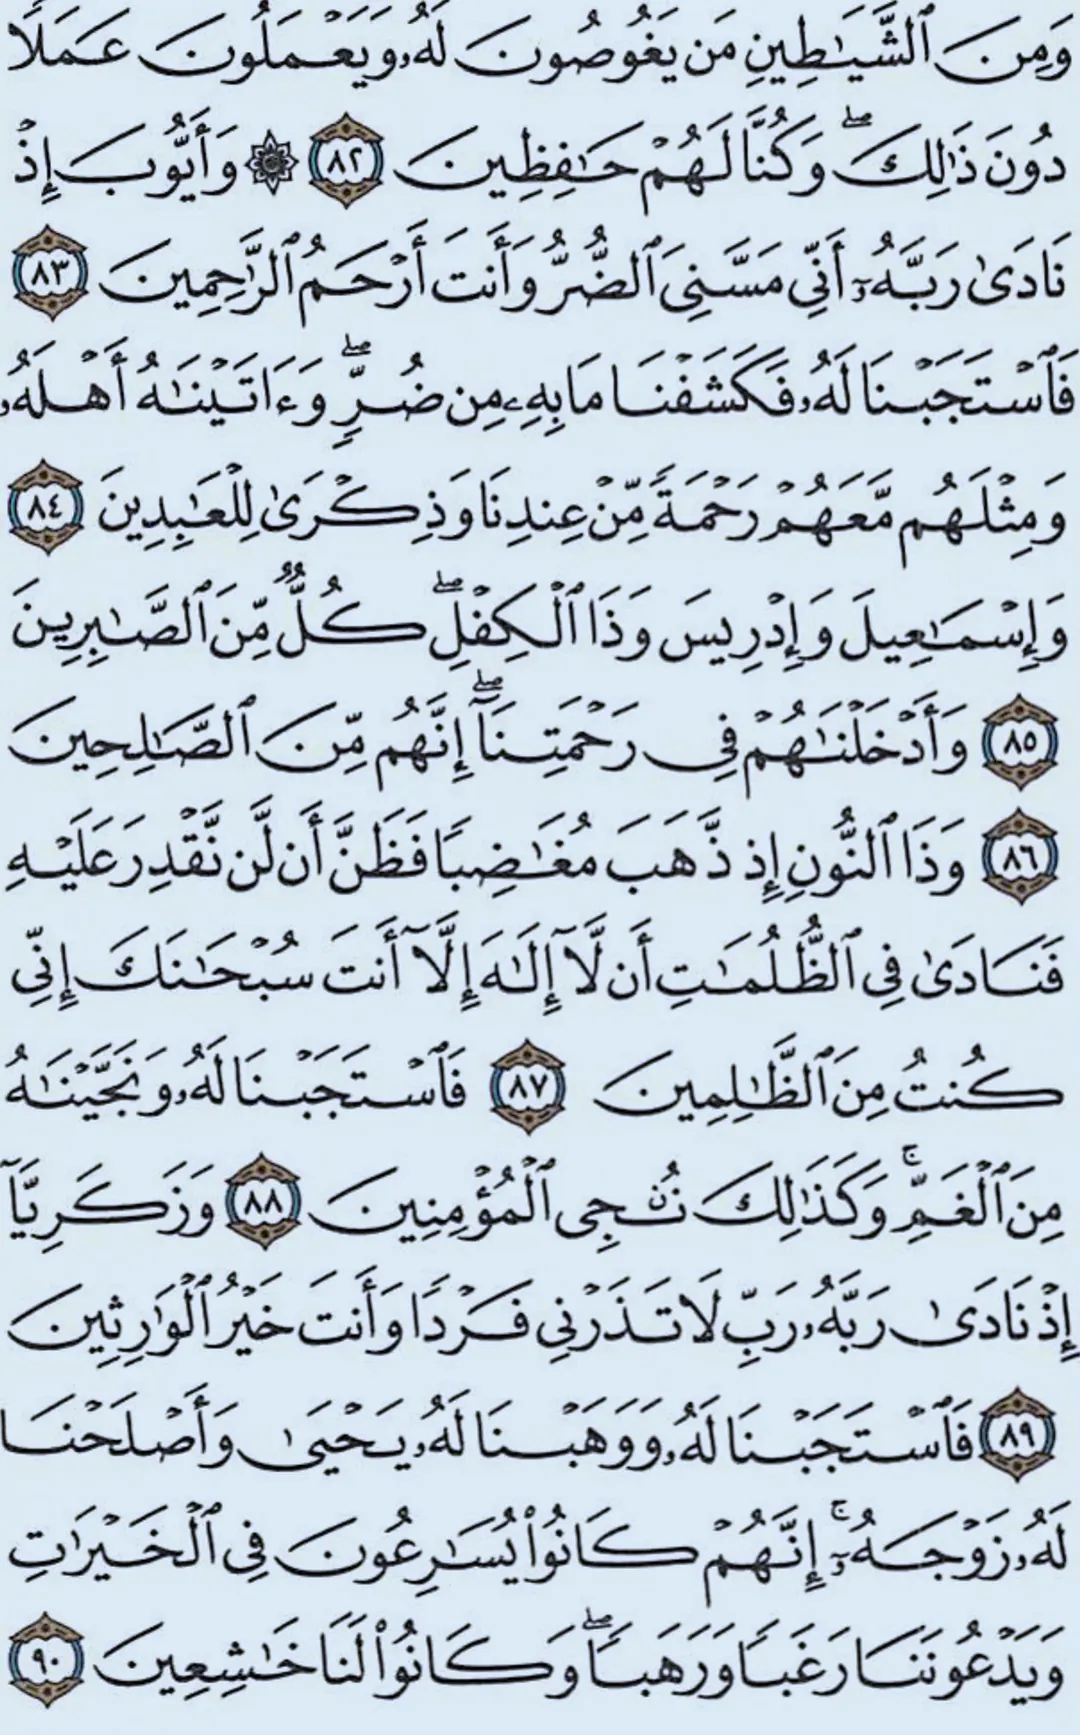 وَمِنَ ٱلشَّيَـٰطِينِ مَن يَغُوصُونَ لَهُۥ وَيَعۡمَلُونَ عَمَلٗا
دُونَ ذَٰلِكَۖ وَكُنَّا لَهُمۡ حَـٰفِظِينَ ٨٢ ۞ وَأَيُّوبَ إِذۡ
نَادَىٰ رَبَّهُۥٓ أَنِّي مَسَّنِيَ ٱلضُّرُّ وَأَنتَ أَرۡحَمُ ٱلرَّٰحِمِينَ ٨٣
فَٱسۡتَجَبۡنَا لَهُۥ فَكَشَفۡنَا مَا بِهِۦ مِن ضُرّٖۖ وَءَاتَيۡنَـٰهُ أَهۡلَهُۥ
وَمِثۡلَهُم مَّعَهُمۡ رَحۡمَةٗ مِّنۡ عِندِنَا وَذِكۡرَىٰ لِلۡعَـٰبِدِينَ ٨٤
وَإِسۡمَـٰعِيلَ وَإِدۡرِيسَ وَذَا ٱلۡكِفۡلِۖ كُلّٞ مِّنَ ٱلصَّـٰبِرِينَ
٨٥ وَأَدۡخَلۡنَـٰهُمۡ فِي رَحۡمَتِنَآۖ إِنَّهُم مِّنَ ٱلصَّـٰلِحِينَ
٨٦ وَذَا ٱلنُّونِ إِذ ذَّهَبَ مُغَـٰضِبٗا فَظَنَّ أَن لَّن نَّقۡدِرَ عَلَيۡهِ
فَنَادَىٰ فِي ٱلظُّلُمَـٰتِ أَن لَّآ إِلَـٰهَ إِلَّآ أَنتَ سُبۡحَـٰنَكَ إِنِّي
كُنتُ مِنَ ٱلظَّـٰلِمِينَ ٨٧ فَٱسۡتَجَبۡنَا لَهُۥ وَنَجَّيۡنَـٰهُ
مِنَ ٱلۡغَمِّۚ وَكَذَٰلِكَ نُـۨجِي ٱلۡمُؤۡمِنِينَ ٨٨ وَزَكَرِيَّآ
إِذۡ نَادَىٰ رَبَّهُۥ رَبِّ لَا تَذَرۡنِي فَرۡدٗا وَأَنتَ خَيۡرُ ٱلۡوَٰرِثِينَ
٨٩ فَٱسۡتَجَبۡنَا لَهُۥ وَوَهَبۡنَا لَهُۥ يَحۡيَىٰ وَأَصۡلَحۡنَا
لَهُۥ زَوۡجَهُۥٓۚ إِنَّهُمۡ كَانُواْ يُسَـٰرِعُونَ فِي ٱلۡخَيۡرَٰتِ
وَيَدۡعُونَنَا رَغَبٗا وَرَهَبٗاۖ وَكَانُواْ لَنَا خَـٰشِعِينَ ٩٠